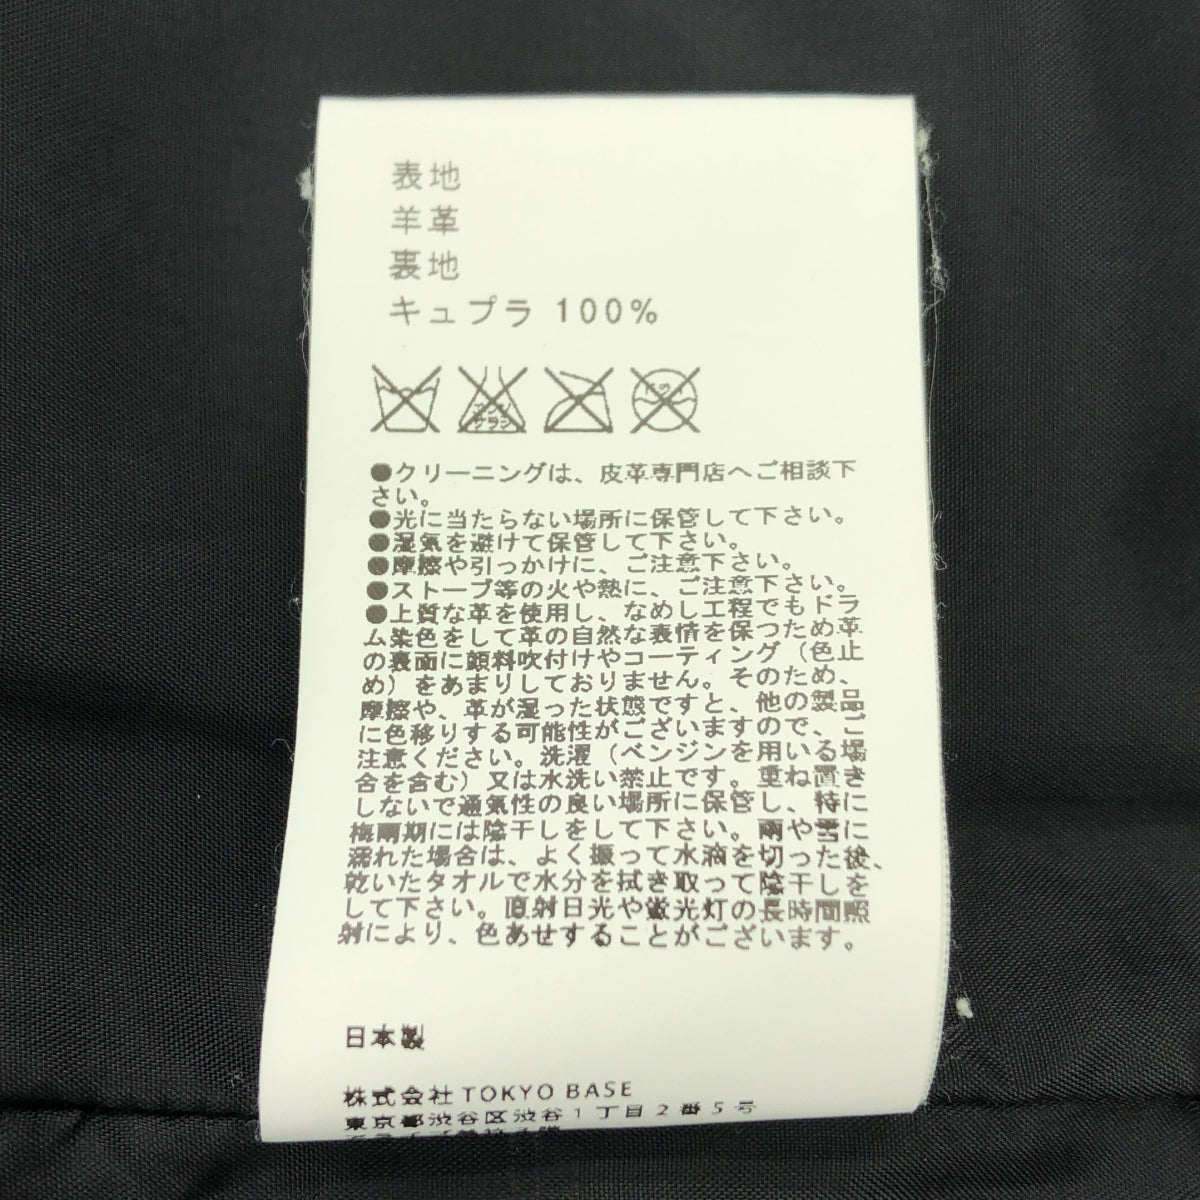 表地
羊革
裏地
キュプラ 100%
エンソ
サラシ
●クリーニングは、皮革専門店へご相談下
さい。
●光に当たらない場所に保管して下さい。
●湿気を避けて保管して下さい。
●摩擦や引っかけに、ご注意下さい。
●ストーブ等の火や熱に、ご注意下さい。
●上質な革を使用し、なめし工程でもドラ
ム染色をして革の自然な表情を保つため革
の表面に顔料吹付けやコーティング（色止
め）をあまりしておりません。そのため、
摩擦や、革が湿った状態ですと、他の製品
に色移りする可能性がございますので、ご
注意ください。洗濯（ベンジンを用いる場
合を含む）又は水洗い禁止です。重ね置き
しないで通気性の良い場所に保管し、特に
梅雨期には陰干しをして下さい。雨や雪に
濡れた場合は、よく振って水滴を切った後、
乾いたタオルで水分を拭き取って陰干しを
して下さい。直射日光や蛍光灯の長時間照
射により、色あせすることがございます。
日本製
株式会社 TOKYO BASE
東京都渋谷区渋谷1丁目2番5号